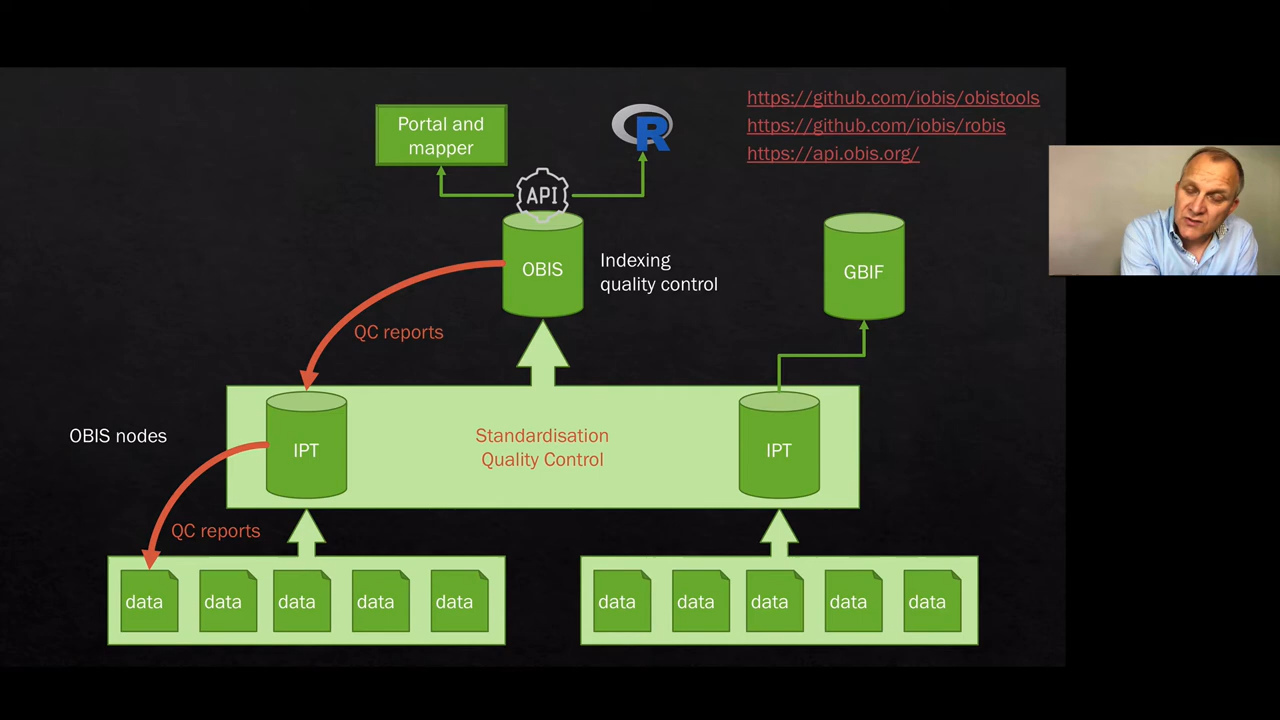 Portal and
mapper
R
https://github.com/iobis/obistools
https://github.com/iobis/robis
https://api.obis.org/
API
OBIS
Indexing
quality control
GBIF
QC reports
OBIS nodes
IPT
Standardisation
Quality Control
IPT
QC reports
data
data
data
data
data
data
data
data
data
data